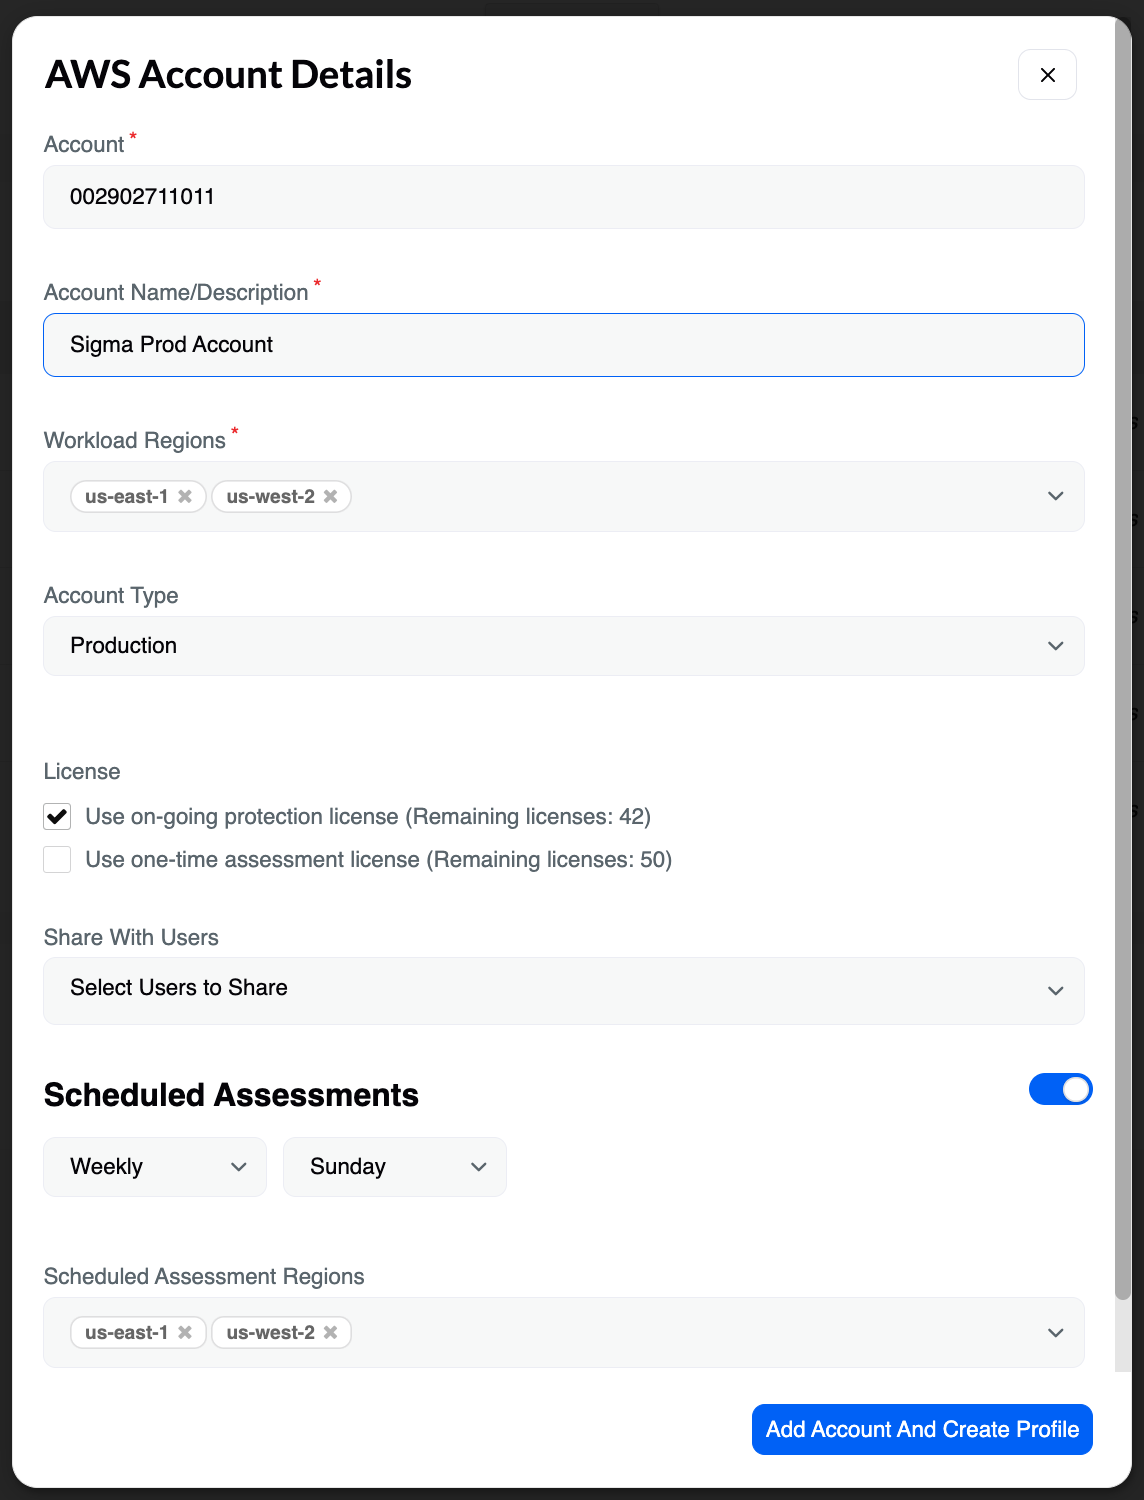 AWS Account Details
Account *
002902711011
Account Name/Description *
Sigma Prod Account
Workload Regions *
us-east-1 ✖ us-west-2 ✖
Account Type
Production
License
Use on-going protection license (Remaining licenses: 42)
Use one-time assessment license (Remaining licenses: 50)
Share With Users
Select Users to Share
Scheduled Assessments
Weekly Sunday
Scheduled Assessment Regions
us-east-1 ✖ us-west-2 ✖
Add Account And Create Profile